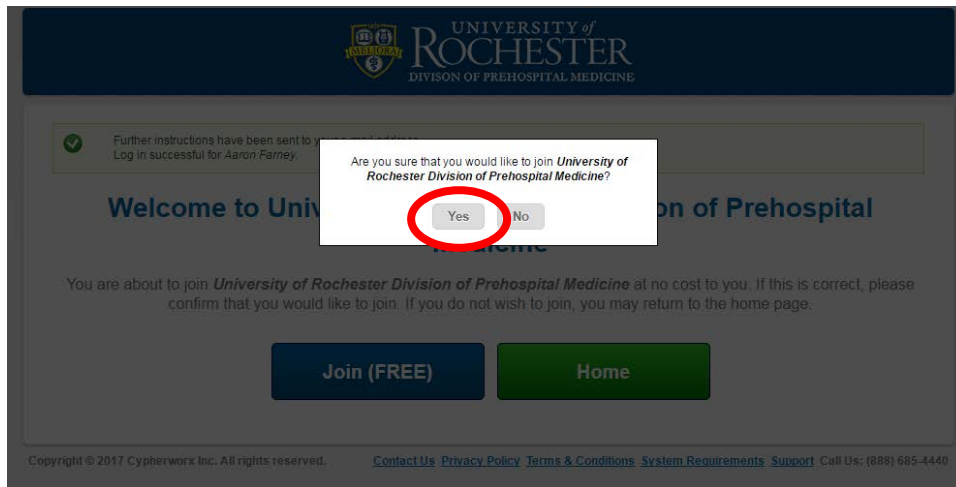 UNIVERSITY of
ROCHESTER
DIVISON OF PREHOSPITAL MEDICINE
MELIORA
Further instructions have been sent to
Log in successful for Aaron Farney.
Are you sure that you would like to join University of
Rochester Division of Prehospital Medicine?
Yes No
Welcome to on of Prehospital
You are about to join University of Rochester Division of Prehospital Medicine at no cost to you. If this is correct, please
confirm that you would like to join. If you do not wish to join, you may return to the home page.
Join (FREE) Home
Copyright © 2017 Cypherworx Inc. All rights reserved. Contact Us Privacy Policy Terms & Conditions System Requirements Support Call Us: (888) 685-4440